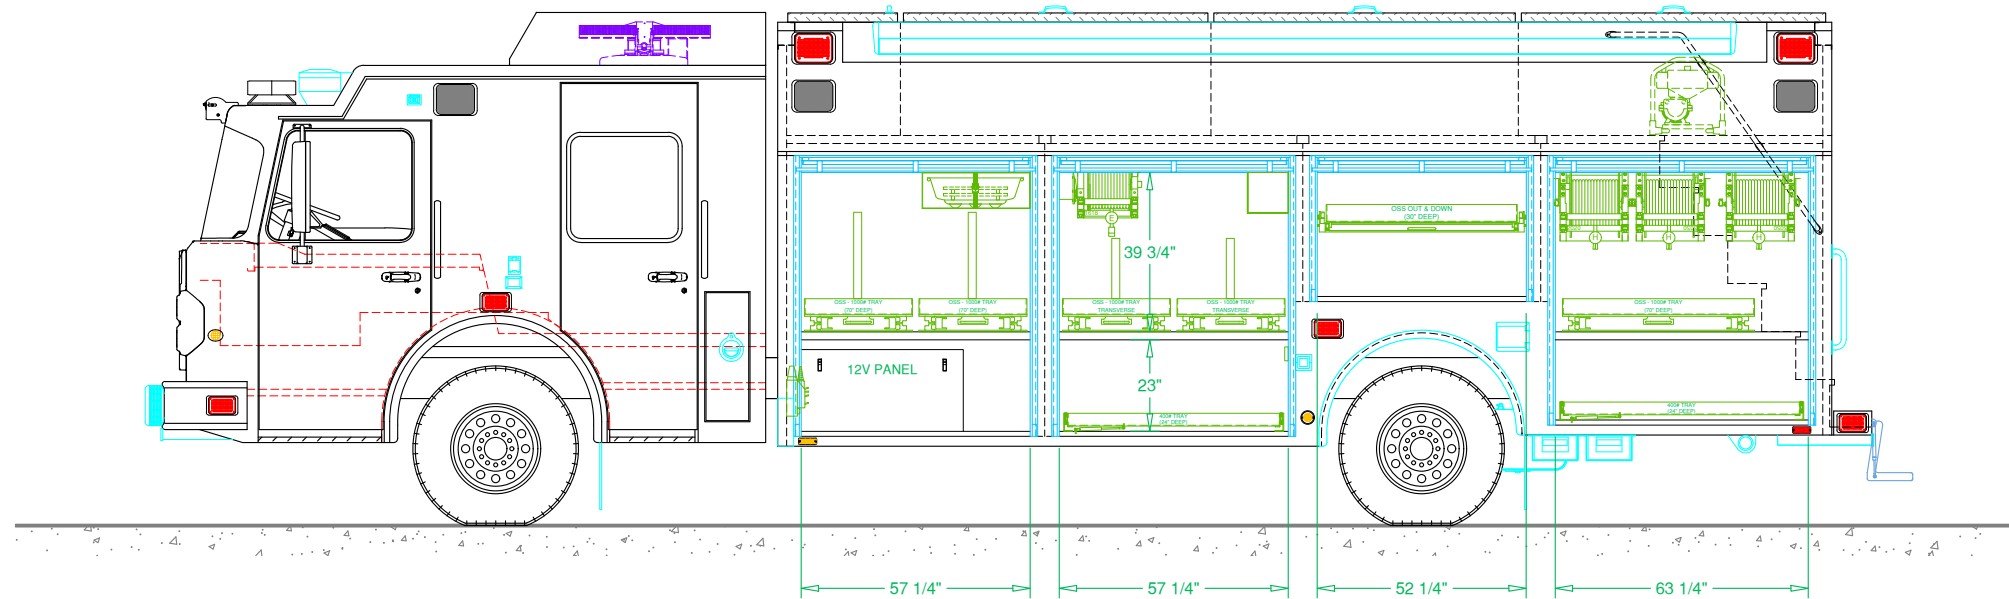 OSS OUT & DOWN
(30" DEEP)
E
H
H
H
39 3/4"
OSS - 1000# TRAY
(70" DEEP)
OSS - 1000# TRAY
(70" DEEP)
OSS - 1000# TRAY
TRANSVERSE
OSS - 1000# TRAY
TRANSVERSE
OSS - 1000# TRAY
(70" DEEP)
12V PANEL
23"
400# TRAY
(24" DEEP)
400# TRAY
(24" DEEP)
57 1/4"
57 1/4"
52 1/4"
63 1/4"